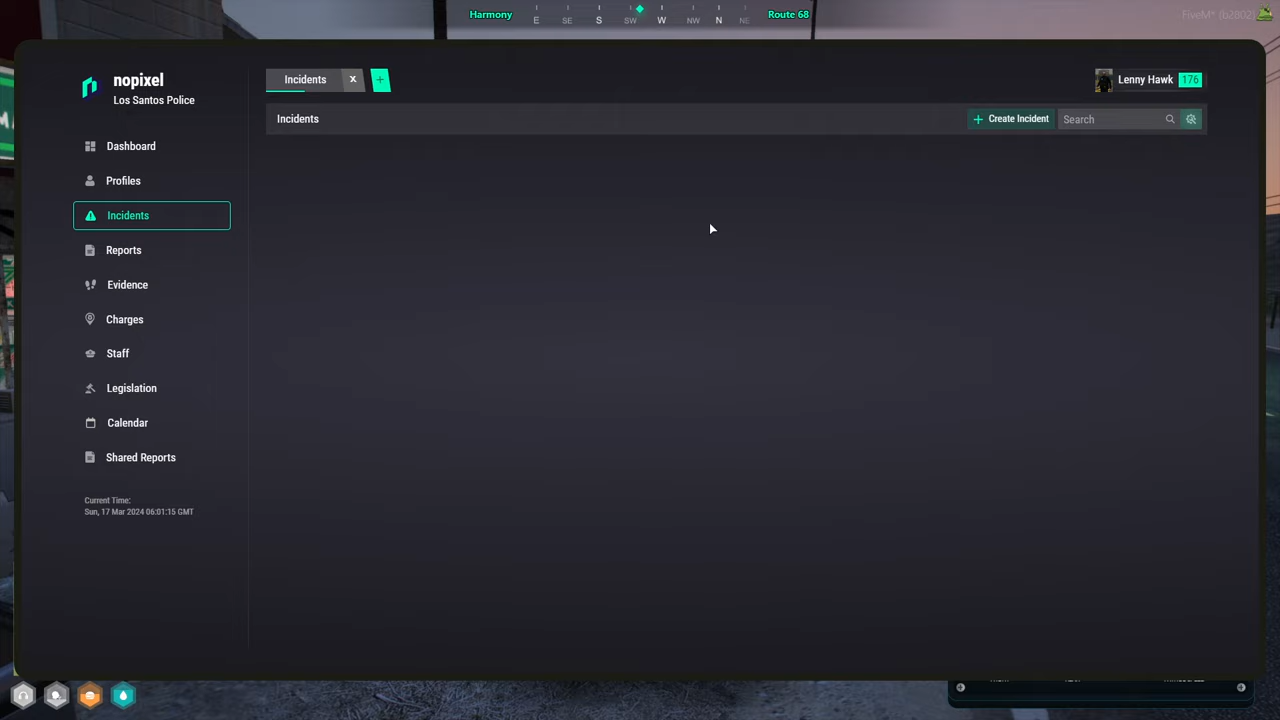 Harmony
E SE S SW W NW N NE
Route 68
FiveM* (b2802)
nopixel
Los Santos Police
Incidents x +
Lenny Hawk 176
Incidents
Create Incident
Search
Dashboard
Profiles
Incidents
Reports
Evidence
Charges
Staff
Legislation
Calendar
Shared Reports
Current Time:
Sun, 17 Mar 2024 06:01:15 GMT